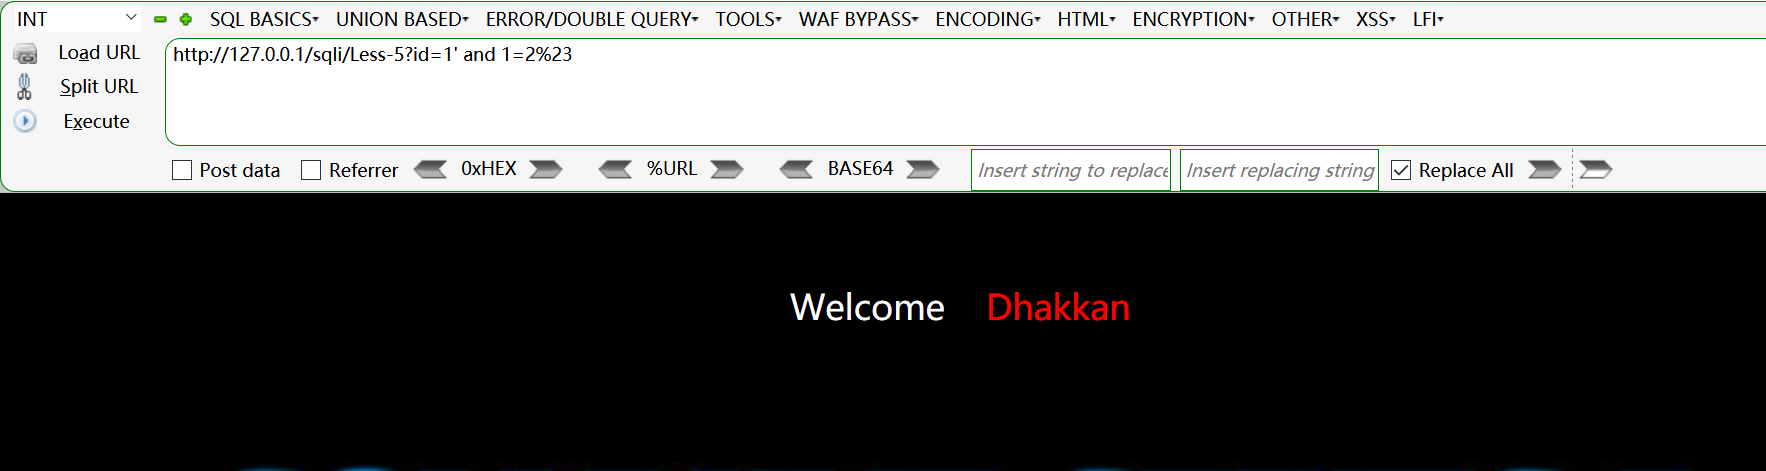 INT SQL BASICS UNION BASED ERROR/DOUBLE QUERY TOOLS WAF BYPASS ENCODING HTML ENCRYPTION OTHER XSS LFI
Load URL http://127.0.0.1/sqli/Less-5?id=1' and 1=2%23
Split URL
Execute
Post data Referrer 0xHEX %URL BASE64 Insert string to replace Insert replacing string Replace All
Welcome Dhakkan